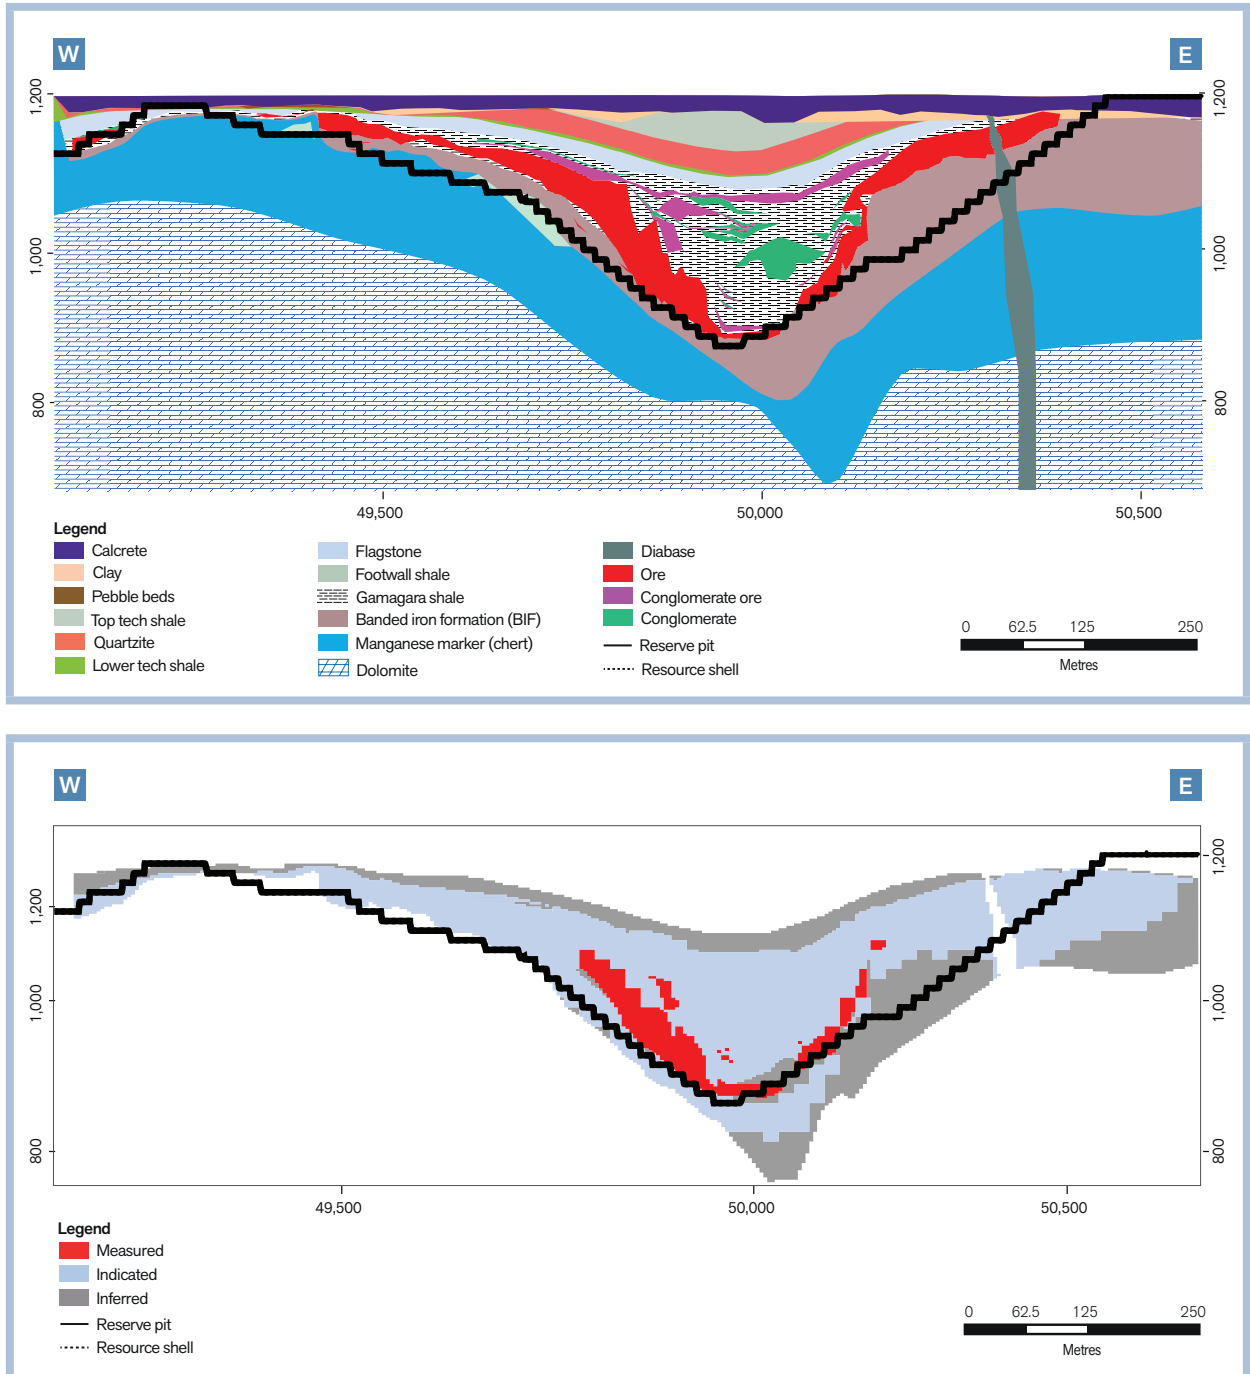 W
E
1,200
1,200
1,000
1,000
800
800
49,500
50,000
50,500
Legend
Calcrete
Clay
Pebble beds
Top tech shale
Quartzite
Lower tech shale
Flagstone
Footwall shale
Gamagara shale
Banded iron formation (BIF)
Manganese marker (chert)
Dolomite
Diabase
Ore
Conglomerate ore
Conglomerate
Reserve pit
Resource shell
0 62.5 125 250
Metres
W
E
1,200
1,200
1,000
1,000
800
800
49,500
50,000
50,500
Legend
Measured
Indicated
Inferred
Reserve pit
Resource shell
0 62.5 125 250
Metres